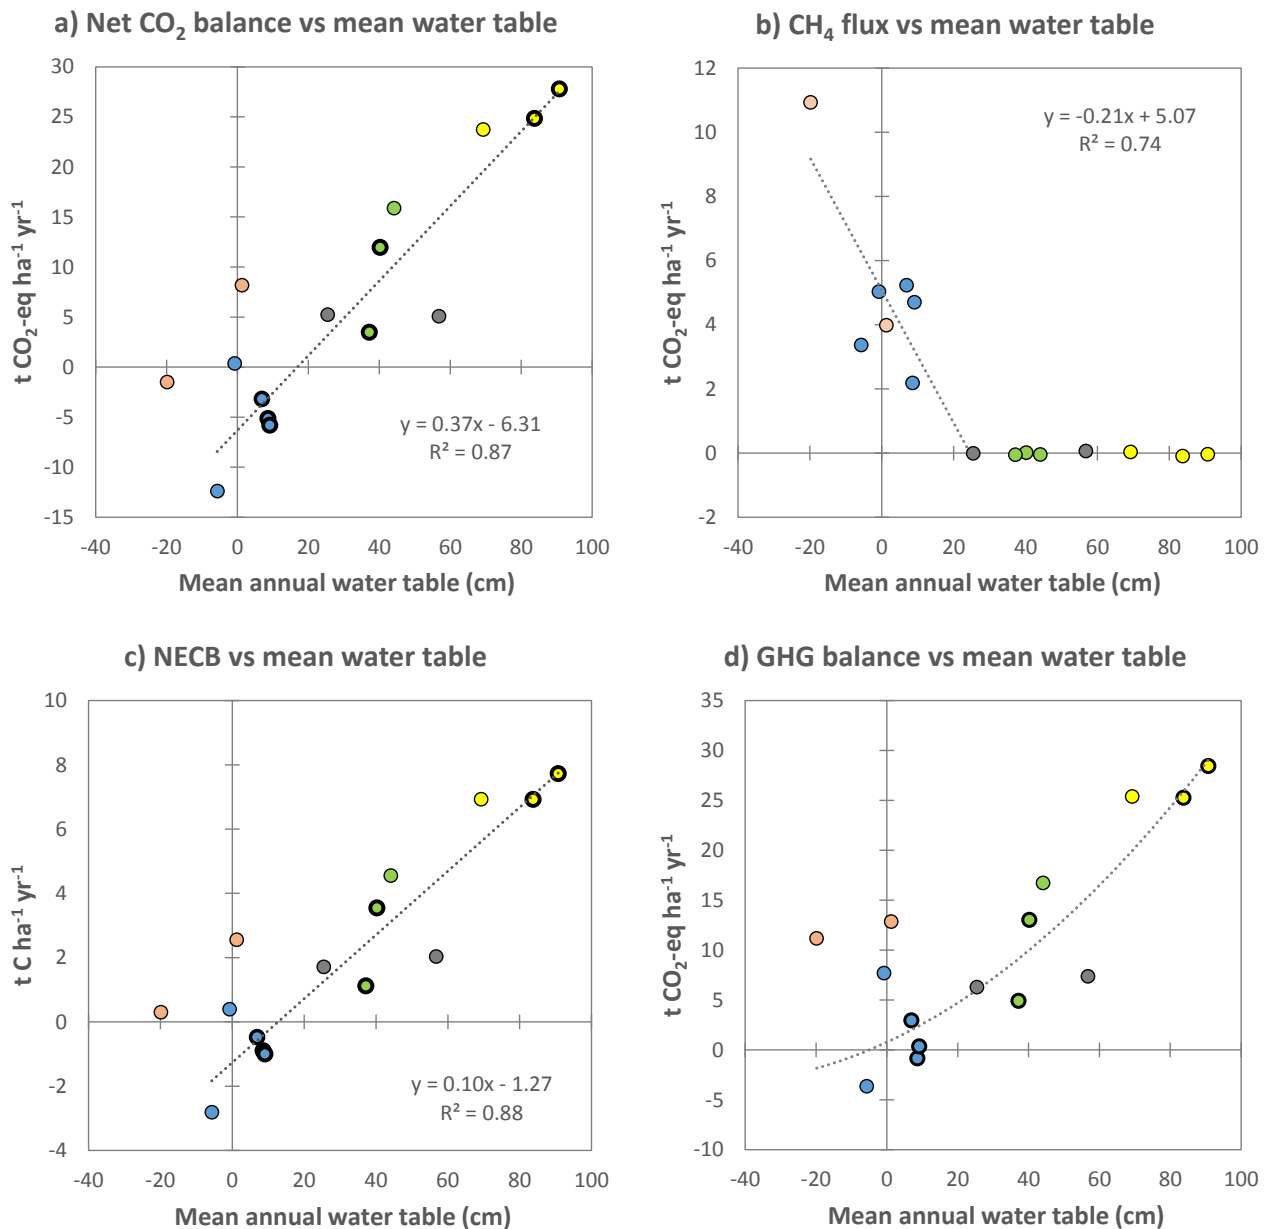 a) Net CO₂ balance vs mean water table
t CO₂-eq ha⁻¹ yr⁻¹
30
25
20
15
10
5
0
-5
-10
-15
-40 -20 0 20 40 60 80 100
y = 0.37x - 6.31
R² = 0.87
Mean annual water table (cm)
b) CH₄ flux vs mean water table
t CO₂-eq ha⁻¹ yr⁻¹
12
10
8
6
4
2
0
-2
-40 -20 0 20 40 60 80 100
y = -0.21x + 5.07
R² = 0.74
Mean annual water table (cm)
c) NECB vs mean water table
t C ha⁻¹ yr⁻¹
10
8
6
4
2
0
-2
-4
-40 -20 0 20 40 60 80 100
y = 0.10x - 1.27
R² = 0.88
Mean annual water table (cm)
d) GHG balance vs mean water table
t CO₂-eq ha⁻¹ yr⁻¹
35
30
25
20
15
10
5
0
-5
-10
-40 -20 0 20 40 60 80 100
Mean annual water table (cm)